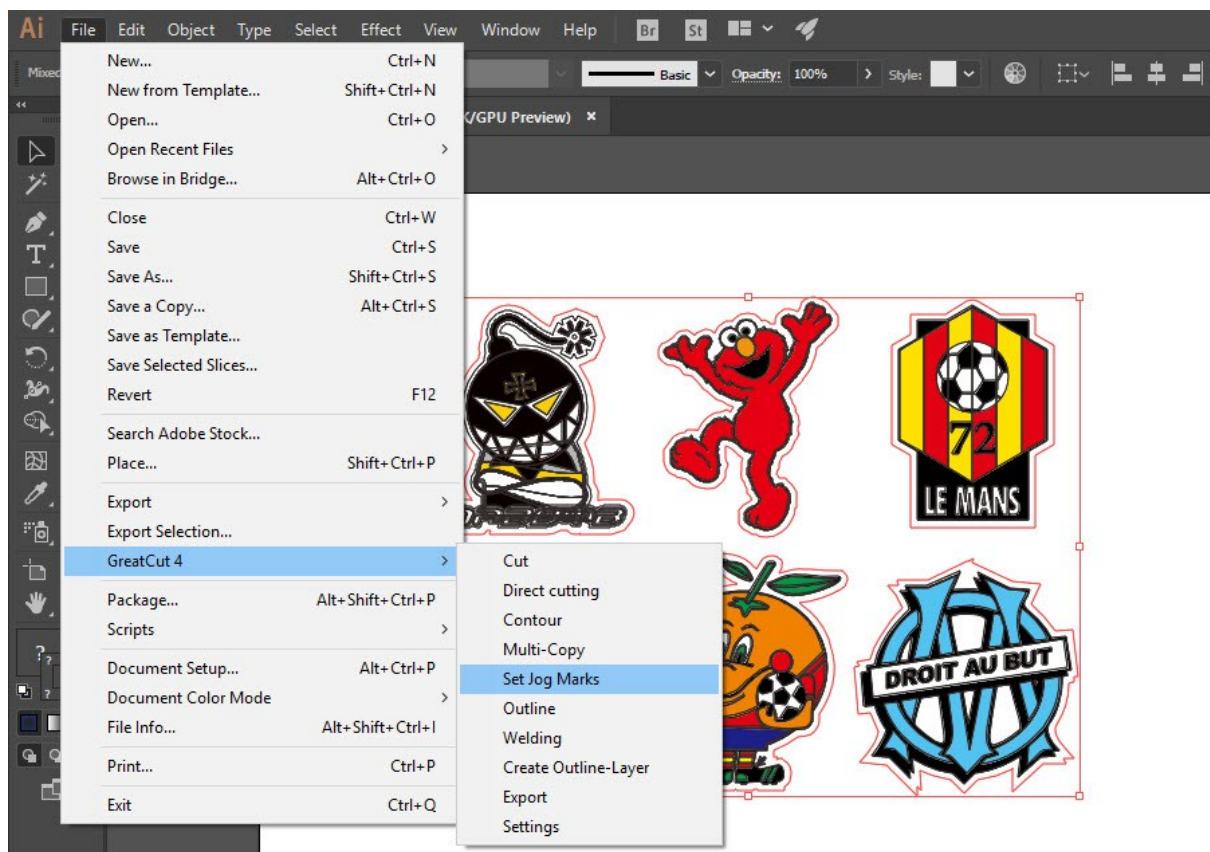 Ai File Edit Object Type Select Effect View Window Help Br St
Mixed Basic Opacity: 100% Style:
/GPU Preview) ×
New... Ctrl+N
New from Template... Shift+Ctrl+N
Open... Ctrl+O
Open Recent Files >
Browse in Bridge... Alt+Ctrl+O
Close Ctrl+W
Save Ctrl+S
Save As... Shift+Ctrl+S
Save a Copy... Alt+Ctrl+S
Save as Template...
Save Selected Slices...
Revert F12
Search Adobe Stock...
Place... Shift+Ctrl+P
Export >
Export Selection...
GreatCut 4 >
Package... Alt+Shift+Ctrl+P
Scripts >
Document Setup... Alt+Ctrl+P
Document Color Mode >
File Info... Alt+Shift+Ctrl+I
Print... Ctrl+P
Exit Ctrl+Q
Cut
Direct cutting
Contour
Multi-Copy
Set Jog Marks
Outline
Welding
Create Outline-Layer
Export
Settings
72
LE MANS
DROIT AU BUT